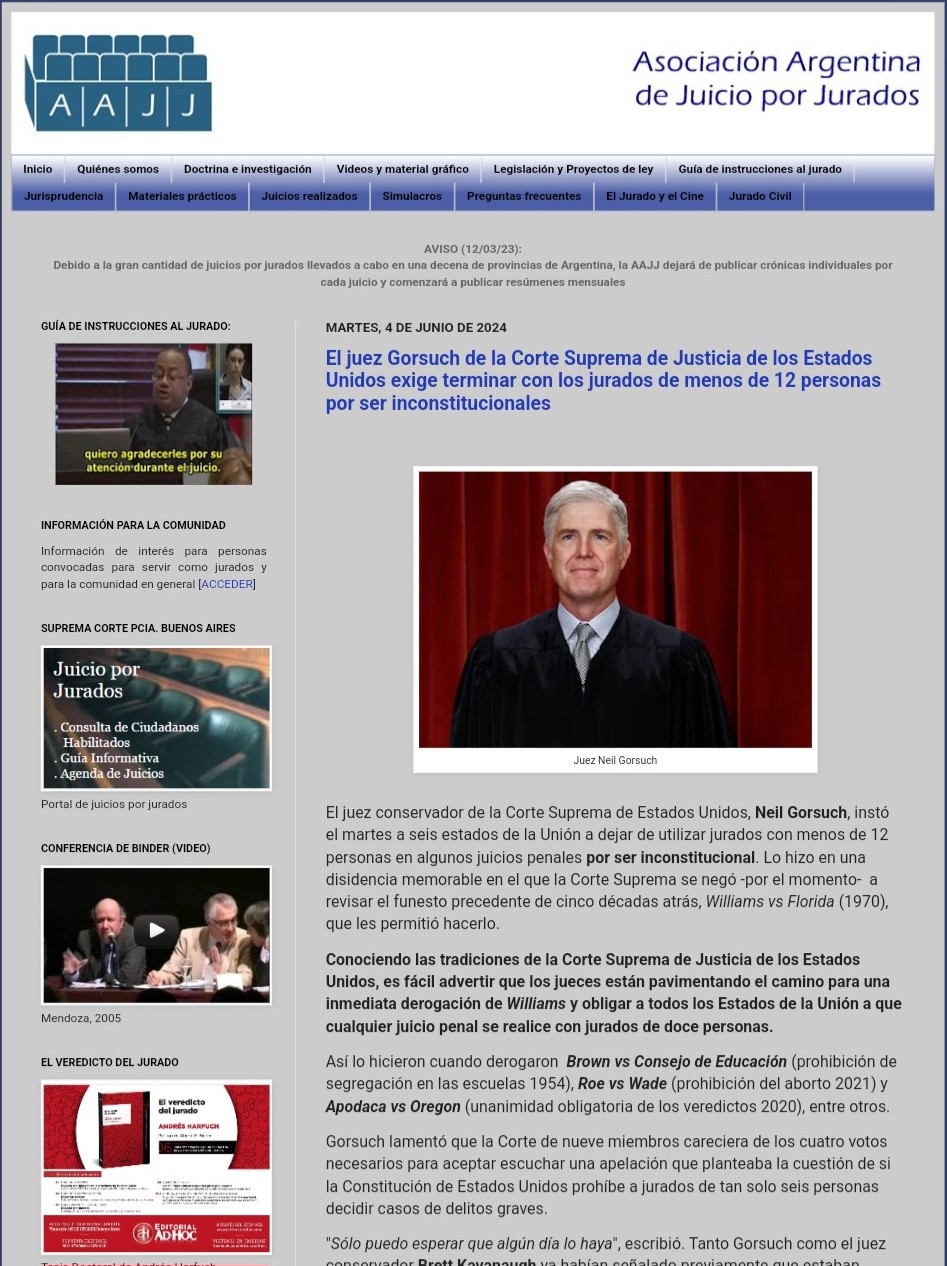 A A J J
Asociación Argentina
de Juicio por Jurados
Inicio
Quiénes somos
Doctrina e investigación
Videos y material gráfico
Legislación y Proyectos de ley
Guía de instrucciones al jurado
Jurisprudencia
Materiales prácticos
Juicios realizados
Simulacros
Preguntas frecuentes
El Jurado y el Cine
Jurado Civil
AVISO (12/03/23):
Debido a la gran cantidad de juicios por jurados llevados a cabo en una decena de provincias de Argentina, la AAJJ dejará de publicar crónicas individuales por
cada juicio y comenzará a publicar resúmenes mensuales
GUÍA DE INSTRUCCIONES AL JURADO:
quiero agradecerles por su
atención durante el juicio.
INFORMACIÓN PARA LA COMUNIDAD
Información de interés para personas
convocadas para servir como jurados y
para la comunidad en general [ACCEDER]
SUPREMA CORTE PCIA. BUENOS AIRES
Juicio por
Jurados
. Consulta de Ciudadanos
Habilitados
. Guía Informativa
. Agenda de Juicios
Portal de juicios por jurados
CONFERENCIA DE BINDER (VIDEO)
Mendoza, 2005
EL VEREDICTO DEL JURADO
El veredicto
del jurado
ANDRÉS HARFUCH
EDITORIAL
AD HOC
Tesis Doctoral de Andrés Harfuch
MARTES, 4 DE JUNIO DE 2024
El juez Gorsuch de la Corte Suprema de Justicia de los Estados
Unidos exige terminar con los jurados de menos de 12 personas
por ser inconstitucionales
Juez Neil Gorsuch
El juez conservador de la Corte Suprema de Estados Unidos, Neil Gorsuch, instó
el martes a seis estados de la Unión a dejar de utilizar jurados con menos de 12
personas en algunos juicios penales por ser inconstitucional. Lo hizo en una
disidencia memorable en el que la Corte Suprema se negó -por el momento- a
revisar el funesto precedente de cinco décadas atrás, Williams vs Florida (1970),
que les permitió hacerlo.
Conociendo las tradiciones de la Corte Suprema de Justicia de los Estados
Unidos, es fácil advertir que los jueces están pavimentando el camino para una
inmediata derogación de Williams y obligar a todos los Estados de la Unión a que
cualquier juicio penal se realice con jurados de doce personas.
Así lo hicieron cuando derogaron Brown vs Consejo de Educación (prohibición de
segregación en las escuelas 1954), Roe vs Wade (prohibición del aborto 2021) y
Apodaca vs Oregon (unanimidad obligatoria de los veredictos 2020), entre otros.
Gorsuch lamentó que la Corte de nueve miembros careciera de los cuatro votos
necesarios para aceptar escuchar una apelación que planteaba la cuestión de si
la Constitución de Estados Unidos prohíbe a jurados de tan solo seis personas
decidir casos de delitos graves.
"Sólo puedo esperar que algún día lo haya", escribió. Tanto Gorsuch como el juez
conservador Brett Kavanaugh ya habían señalado previamente que estaban